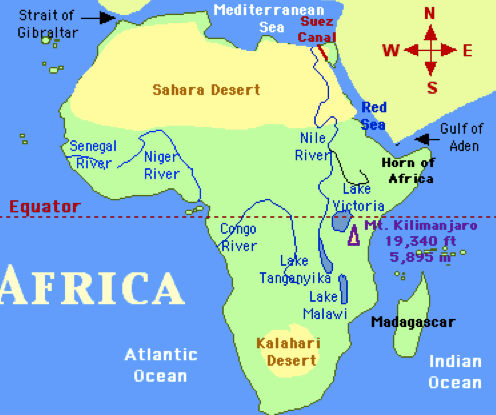 Strait of
Gibraltar
Mediterranean
Sea
Suez
Canal
N
W
E
S
Sahara Desert
Red
Sea
Gulf of
Aden
Senegal
River
Niger
River
Nile
River
Horn of
Africa
Lake
Victoria
Equator
Mt. Kilimanjaro
19,340 ft
5,895 m
Congo
River
Lake
Tanganyika
Lake
Malawi
AFRICA
Madagascar
Kalahari
Desert
Atlantic
Ocean
Indian
Ocean